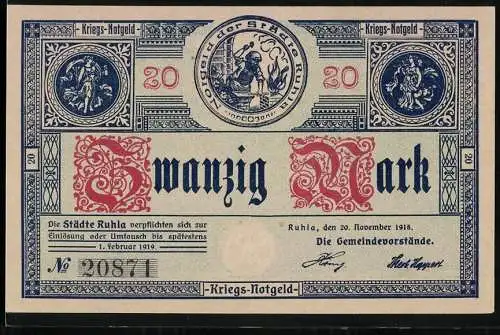 -Kriegs-Notgeld-
-Kriegs-Notgeld-
Notgeld der Städte Ruhla
20
20
Zwanzig Mark
20
20
Die Städte Ruhla verpflichten sich zur
Einlösung oder Umtausch bis spätestens
1. Februar 1919.
№ 20871
Ruhla, den 20. November 1918.
Die Gemeindevorstände.
-Kriegs-Notgeld-